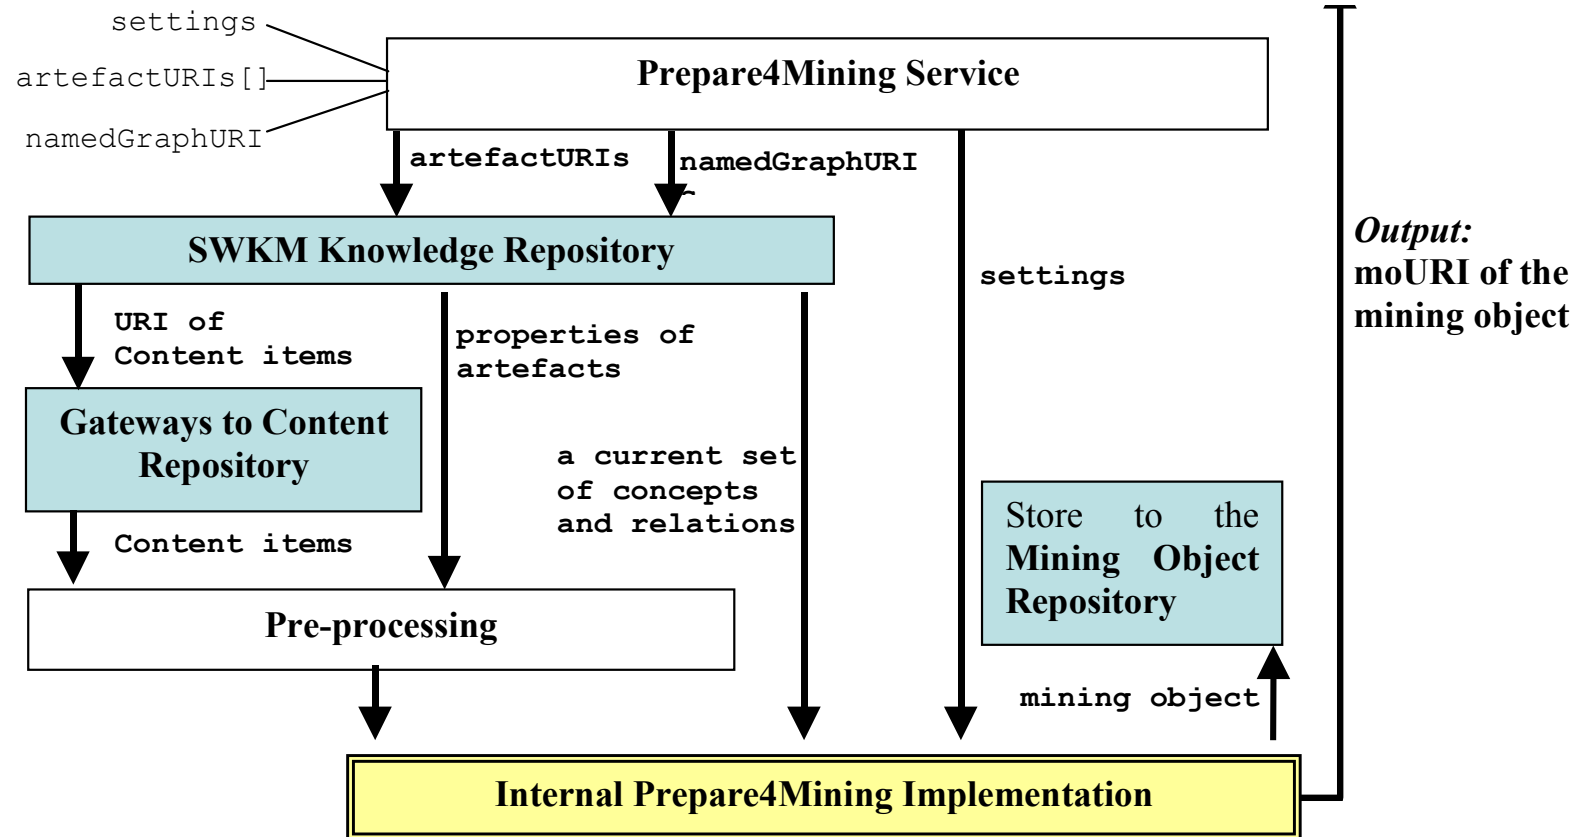 settings
artefactURIs[]
namedGraphURI
Prepare4Mining Service
artefactURIs
namedGraphURI
SWKM Knowledge Repository
settings
Output:
moURI of the
mining object
URI of
Content items
properties of
artefacts
Gateways to Content
Repository
a current set
of concepts
and relations
Content items
Store to the
Mining Object
Repository
Pre-processing
mining object
Internal Prepare4Mining Implementation